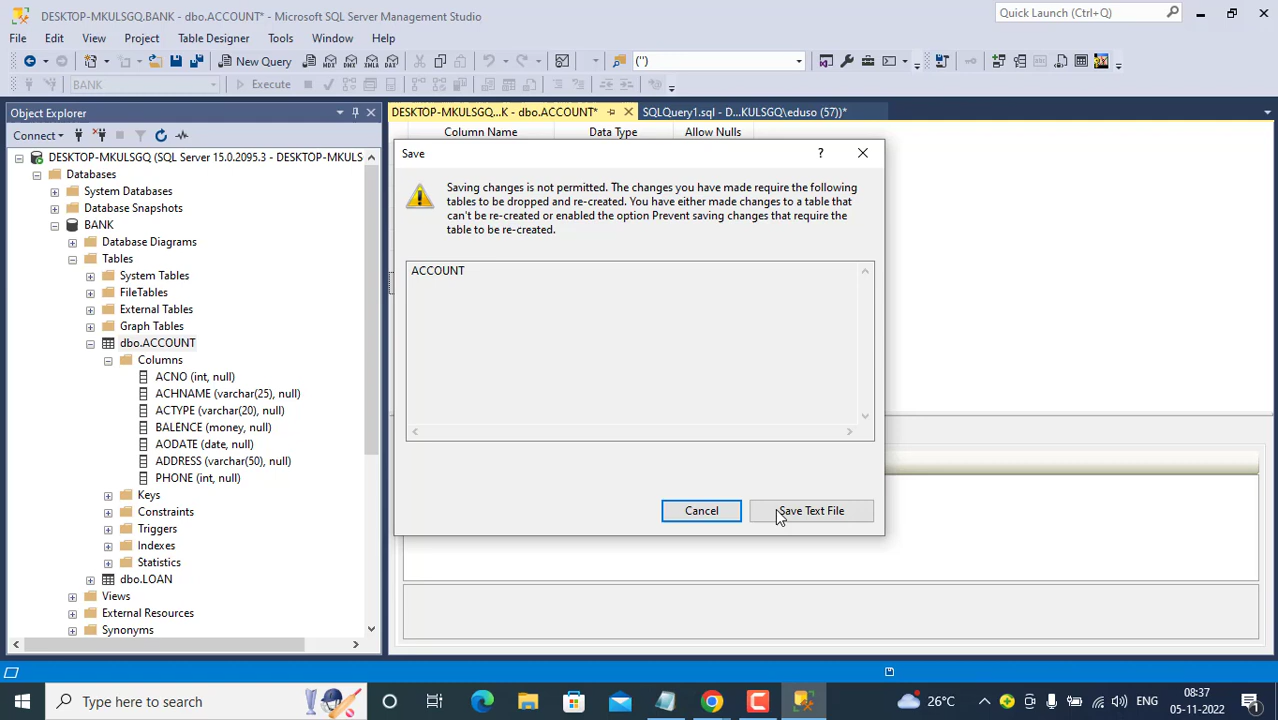 DESKTOP-MKULSGQ.BANK - dbo.ACCOUNT* - Microsoft SQL Server Management Studio
Quick Launch (Ctrl+Q)
File Edit View Project Table Designer Tools Window Help
New Query
MDX DMX XMLA DAX
('')
BANK
Execute
Object Explorer
DESKTOP-MKULSGQ...K - dbo.ACCOUNT*
SQLQuery1.sql - D...KULSGQ\eduso (57))*
Connect
Column Name Data Type Allow Nulls
DESKTOP-MKULSGQ (SQL Server 15.0.2095.3 - DESKTOP-MKULS
Databases
System Databases
Database Snapshots
BANK
Database Diagrams
Tables
System Tables
FileTables
External Tables
Graph Tables
dbo.ACCOUNT
Columns
ACNO (int, null)
ACHNAME (varchar(25), null)
ACTYPE (varchar(20), null)
BALENCE (money, null)
AODATE (date, null)
ADDRESS (varchar(50), null)
PHONE (int, null)
Keys
Constraints
Triggers
Indexes
Statistics
dbo.LOAN
Views
External Resources
Synonyms
Save
?
Saving changes is not permitted. The changes you have made require the following
tables to be dropped and re-created. You have either made changes to a table that
can't be re-created or enabled the option Prevent saving changes that require the
table to be re-created.
ACCOUNT
Cancel
Save Text File
Type here to search
26°C
ENG
08:37
05-11-2022
1